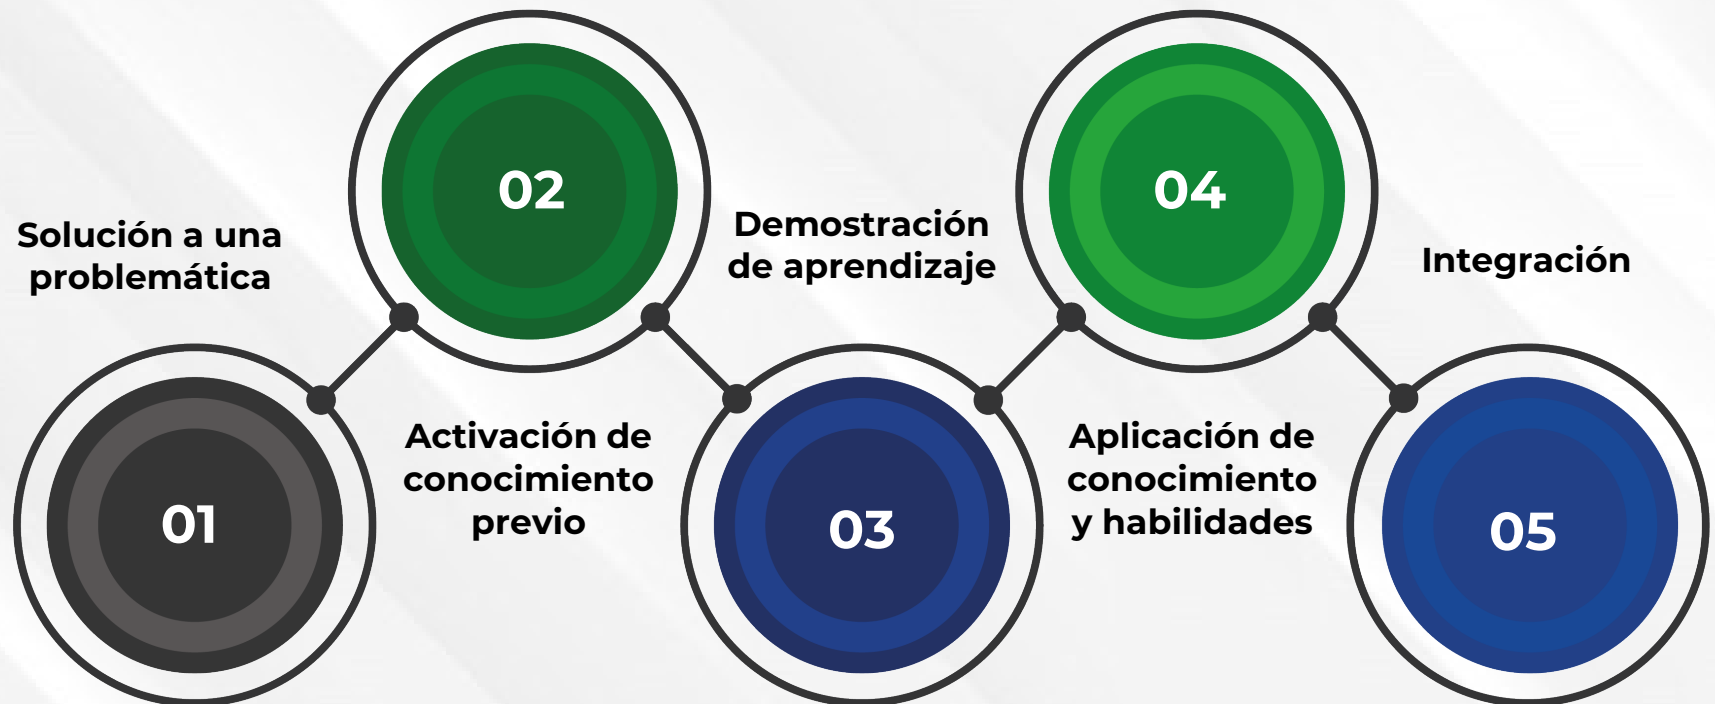 Solución a una
problemática
01
02
Activación de
conocimiento
previo
Demostración
de aprendizaje
03
04
Aplicación de
conocimiento
y habilidades
Integración
05